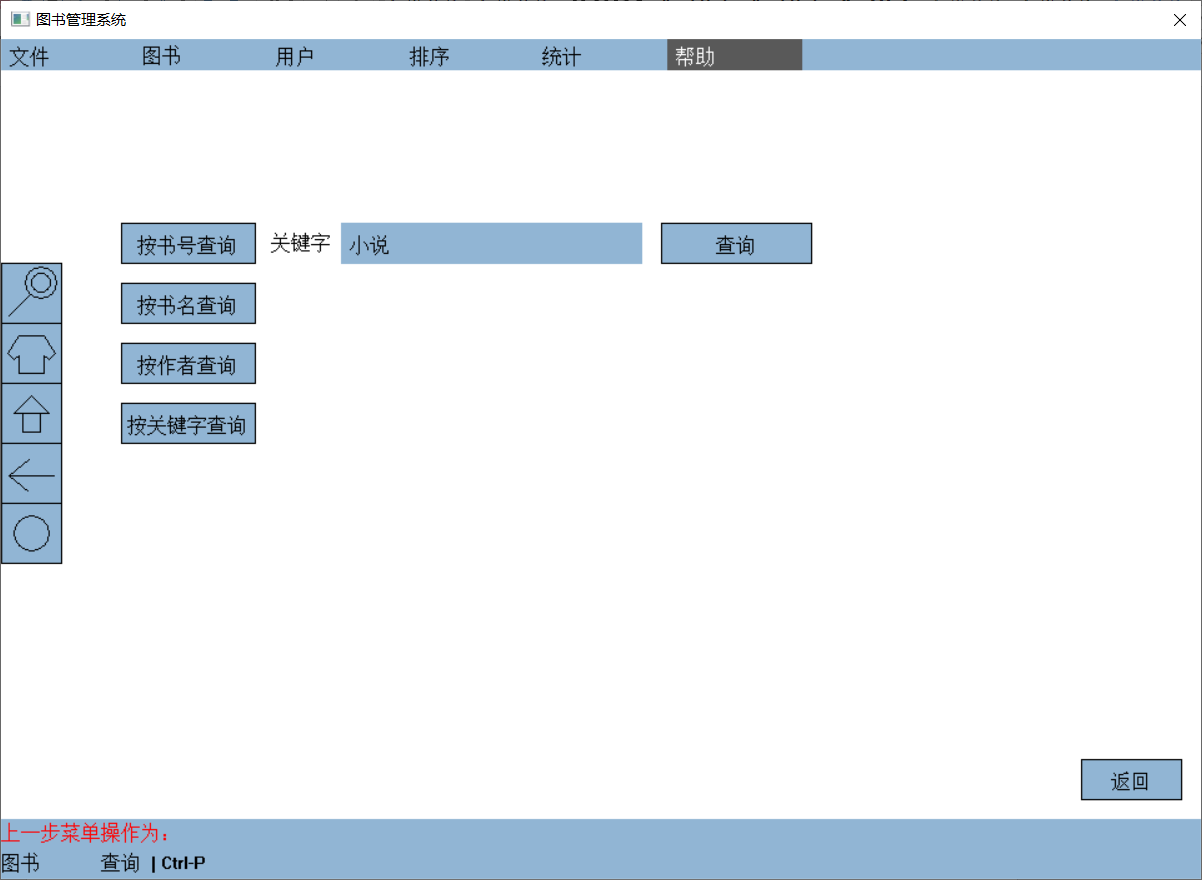 图书管理系统
文件 图书 用户 排序 统计 帮助
按书号查询 关键字 小说 查询
按书名查询
按作者查询
按关键字查询
返回
上一步菜单操作为：
图书 查询 | Ctrl-P